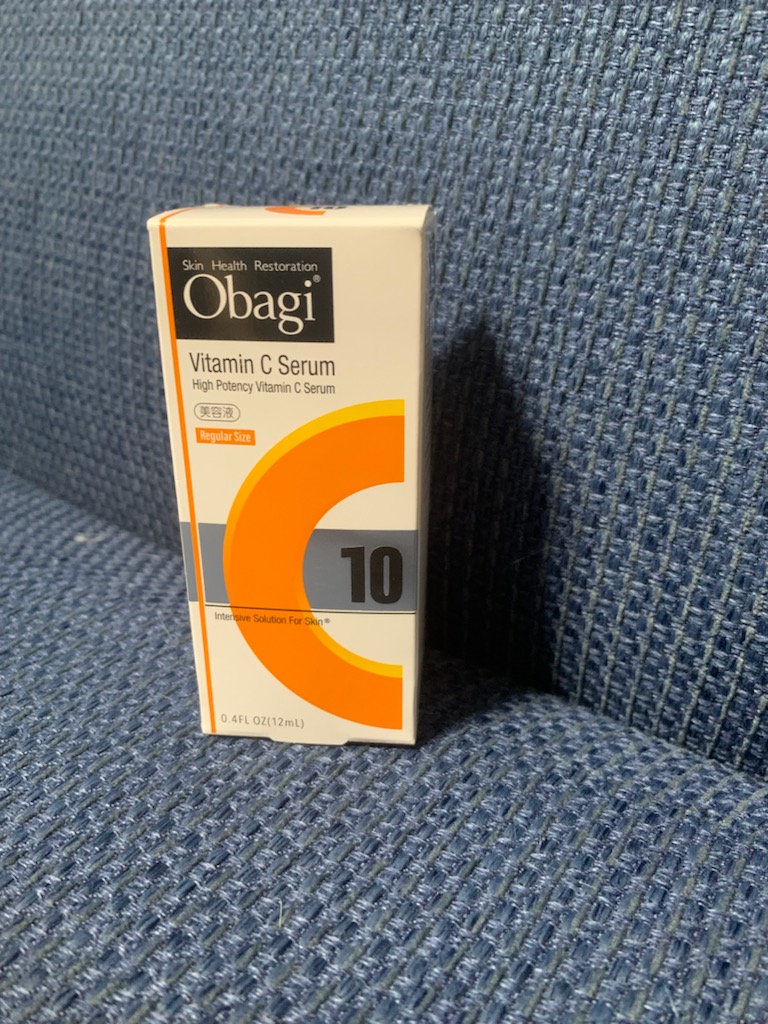 Skin Health Restoration
Obagi®
Vitamin C Serum
High Potency Vitamin C Serum
美容液
Regular Size
10
Intensive Solution For Skin®
0.4FL OZ(12mL)